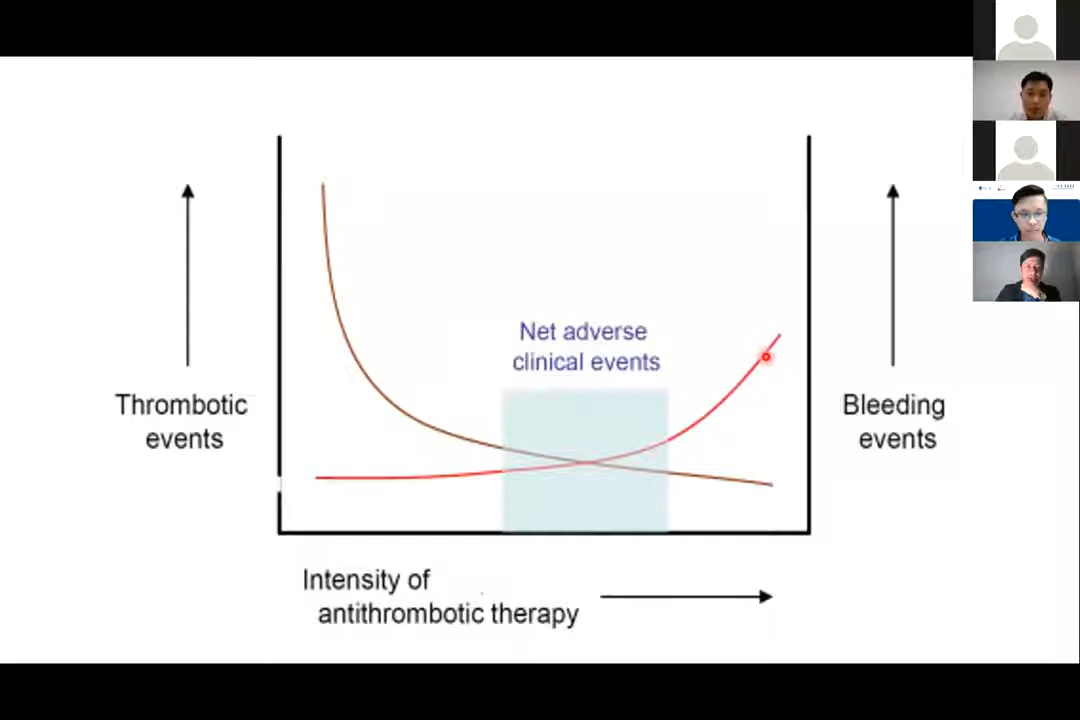 Net adverse
clinical events
Thrombotic
events
Bleeding
events
Intensity of
antithrombotic therapy